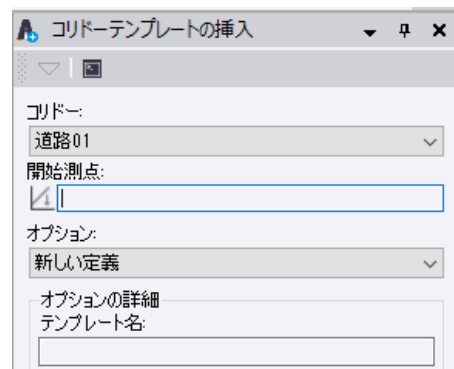 コリドーテンプレートの挿入
コリドー:
道路01
開始測点:
オプション:
新しい定義
オプションの詳細
テンプレート名: